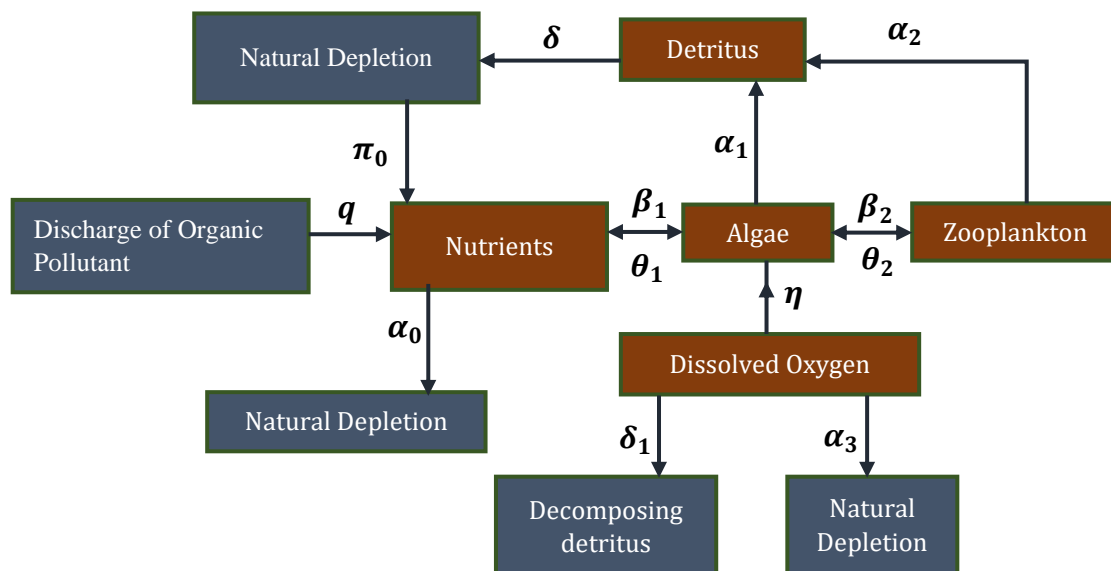 Natural Depletion
δ
Detritus
α₂
π₀
α₁
q
β₁
β₂
Discharge of Organic
Pollutant
Nutrients
Algae
Zooplankton
θ₁
θ₂
η
α₀
Dissolved Oxygen
Natural Depletion
δ₁
α₃
Decomposing
detritus
Natural
Depletion